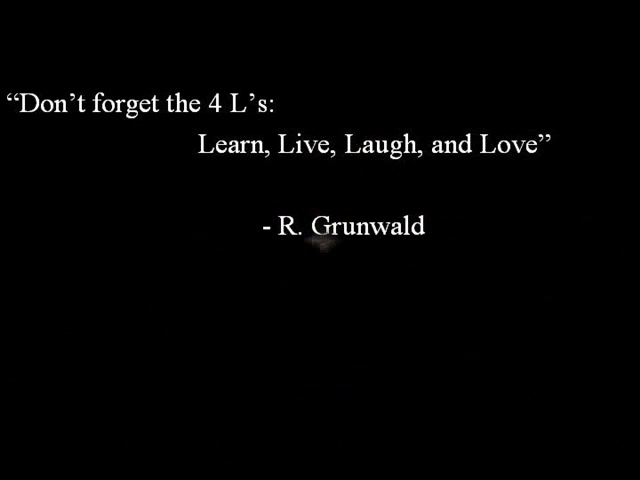 “Don’t forget the 4 L’s:
Learn, Live, Laugh, and Love”
- R. Grunwald